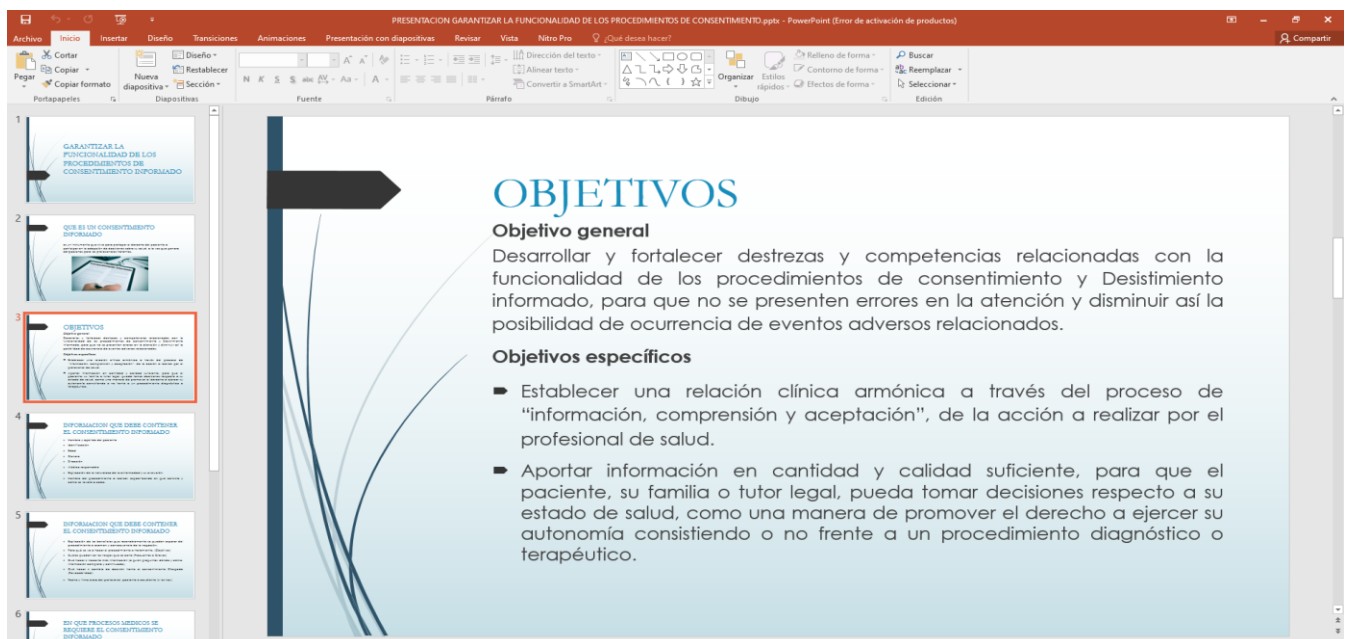 PRESENTACION GARANTIZAR LA FUNCIONALIDAD DE LOS PROCEDIMIENTOS DE CONSENTIMIENTO.pptx - PowerPoint (Error de activación de productos)
Archivo Inicio Insertar Diseño Transiciones Animaciones Presentación con diapositivas Revisar Vista Nitro Pro ¿Qué desea hacer? Compartir
Pegar
Cortar
Copiar
Copiar formato
Portapapeles
Nueva
diapositiva
Diseño
Restablecer
Sección
Diapositivas
N K S S abc AV Aa A
Fuente
Dirección del texto
Alinear texto
Convertir a SmartArt
Párrafo
Organizar
Estilos
rápidos
Relleno de forma
Contorno de forma
Efectos de forma
Dibujo
Buscar
Reemplazar
Seleccionar
Edición
1
GARANTIZAR LA
FUNCIONALIDAD DE LOS
PROCEDIMIENTOS DE
CONSENTIMIENTO INFORMADO
2
QUE ES UN CONSENTIMIENTO
INFORMADO
3
OBJETIVOS
4
INFORMACION QUE DEBE CONTENER
EL CONSENTIMIENTO INFORMADO
5
INFORMACION QUE DEBE CONTENER
EL CONSENTIMIENTO INFORMADO
6
EN QUE PROCESOS MEDICOS SE
REQUIERE EL CONSENTIMIENTO
INFORMADO
OBJETIVOS
Objetivo general
Desarrollar y fortalecer destrezas y competencias relacionadas con la
funcionalidad de los procedimientos de consentimiento y Desistimiento
informado, para que no se presenten errores en la atención y disminuir así la
posibilidad de ocurrencia de eventos adversos relacionados.
Objetivos específicos
Establecer una relación clínica armónica a través del proceso de
“información, comprensión y aceptación”, de la acción a realizar por el
profesional de salud.
Aportar información en cantidad y calidad suficiente, para que el
paciente, su familia o tutor legal, pueda tomar decisiones respecto a su
estado de salud, como una manera de promover el derecho a ejercer su
autonomía consistiendo o no frente a un procedimiento diagnóstico o
terapéutico.